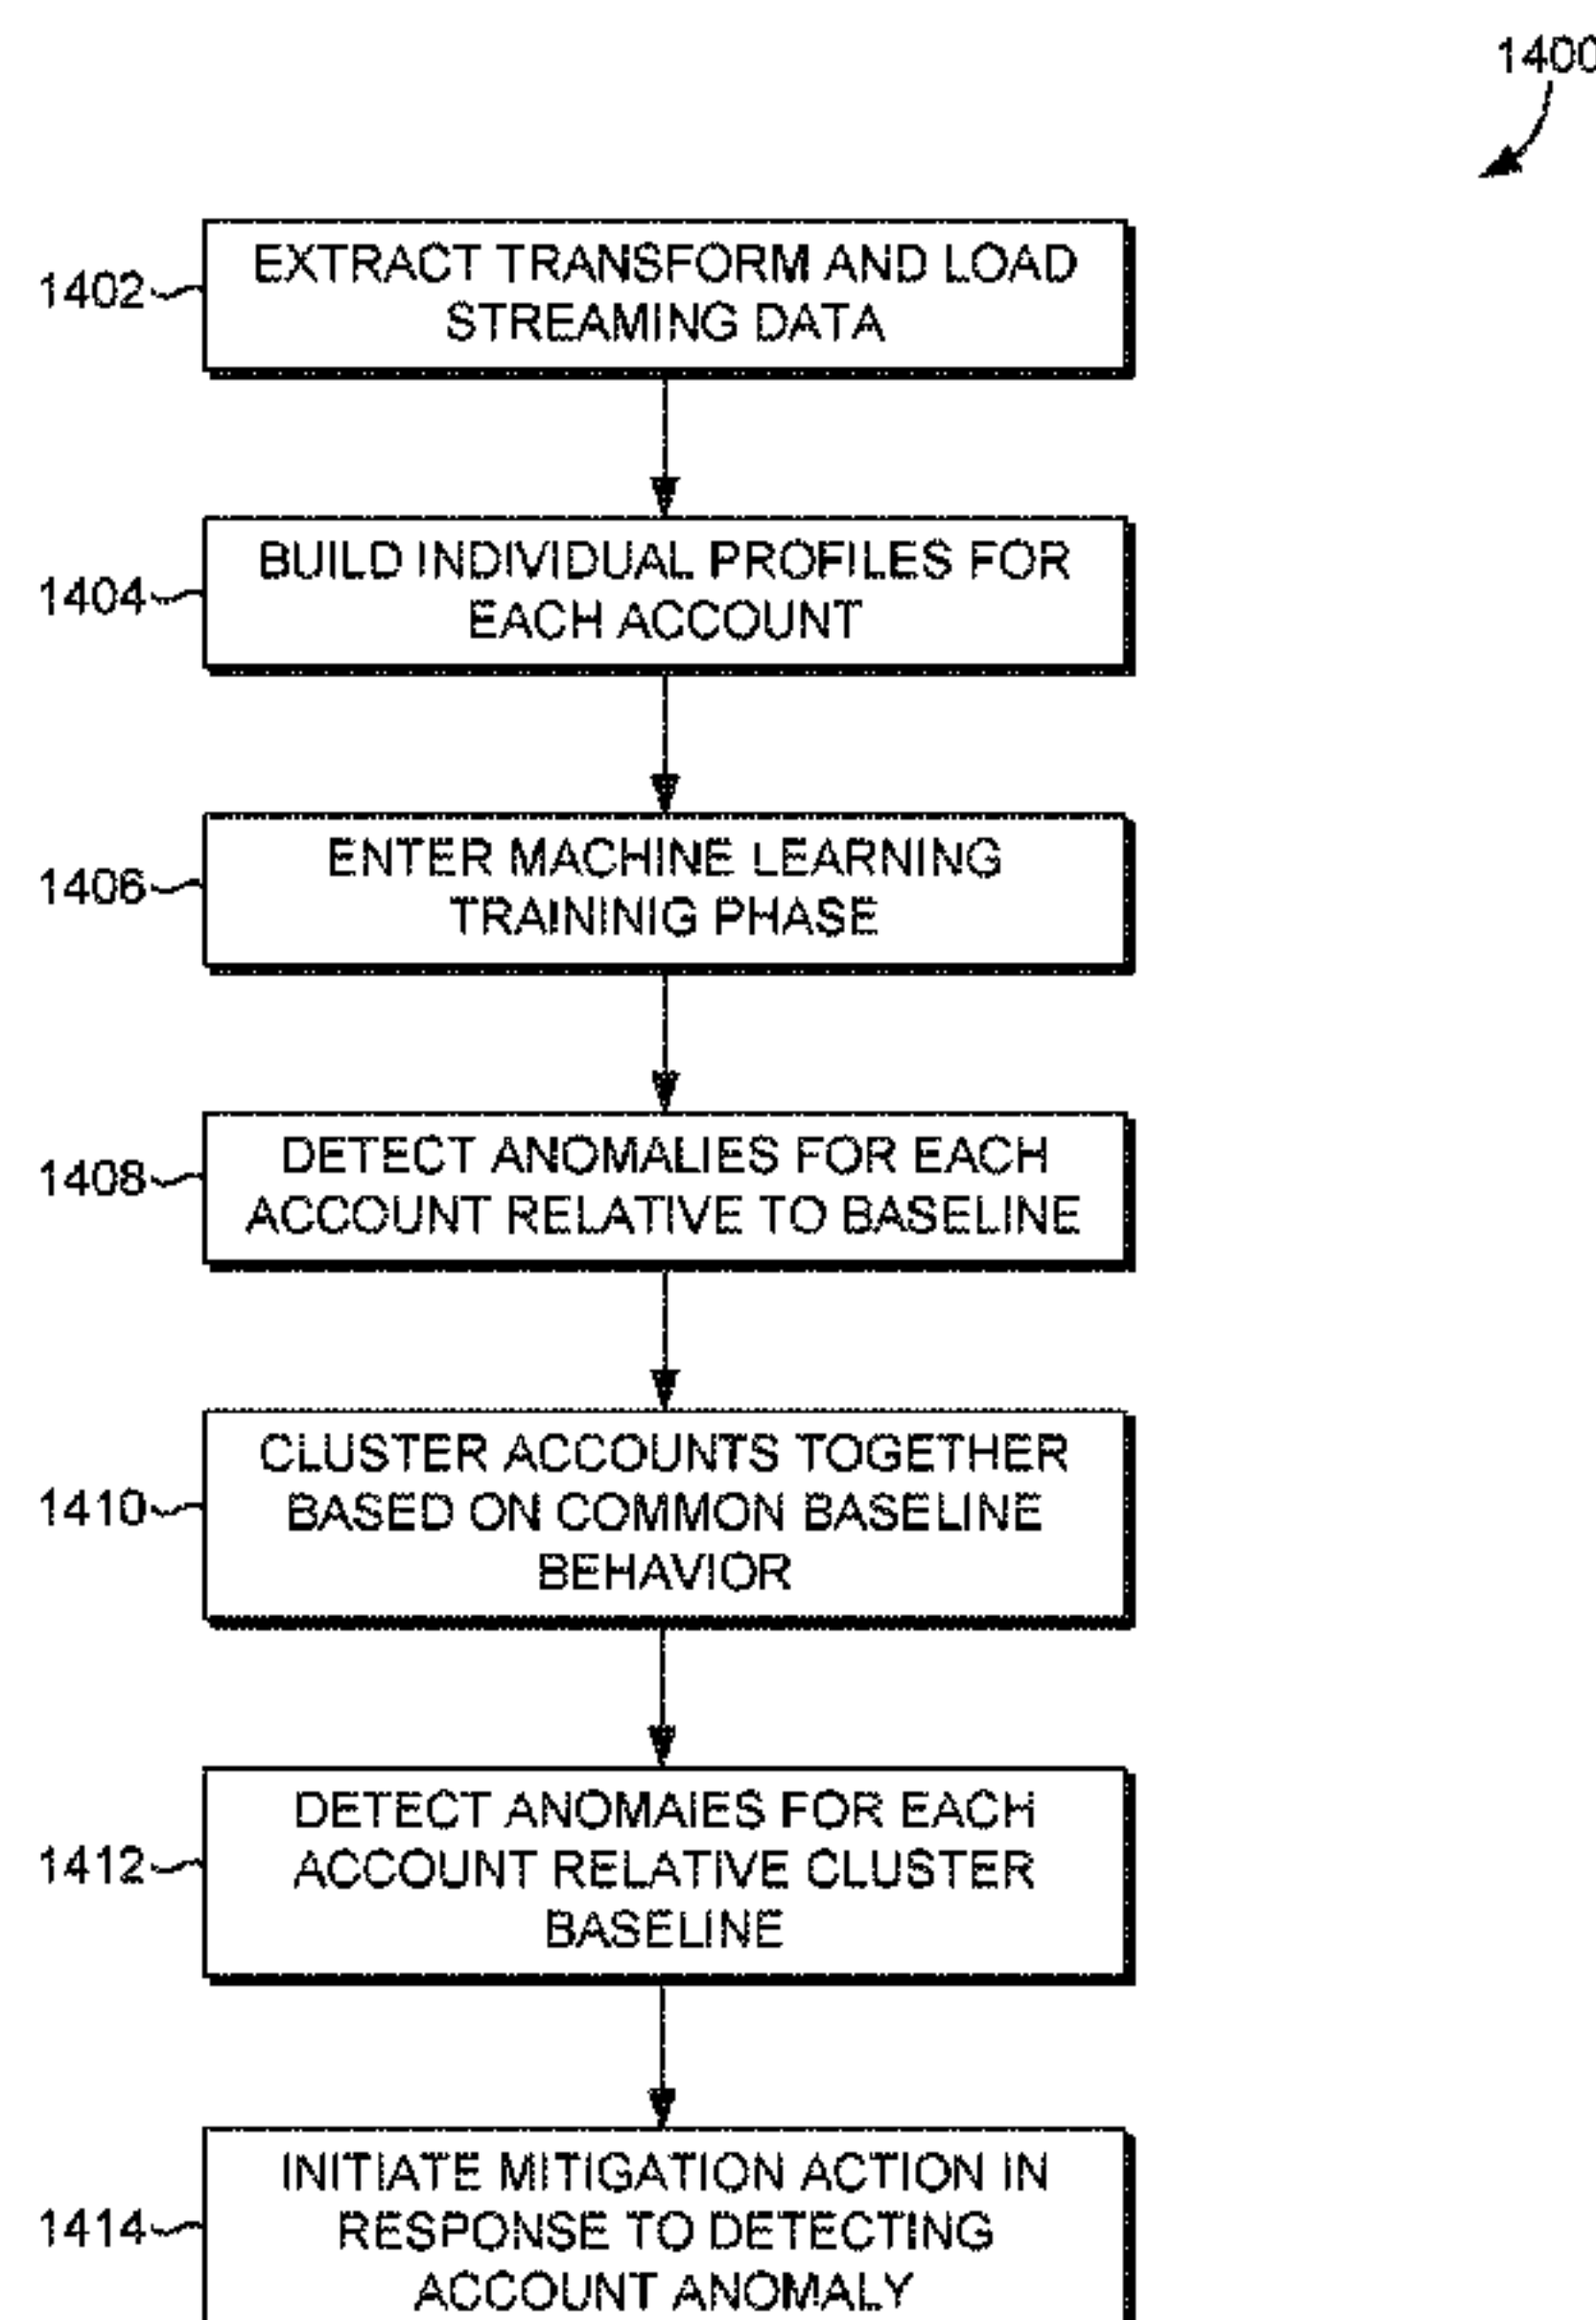 1400
1402
EXTRACT TRANSFORM AND LOAD
STREAMING DATA
1404
BUILD INDIVIDUAL PROFILES FOR
EACH ACCOUNT
1406
ENTER MACHINE LEARNING
TRAININIG PHASE
1408
DETECT ANOMALIES FOR EACH
ACCOUNT RELATIVE TO BASELINE
1410
CLUSTER ACCOUNTS TOGETHER
BASED ON COMMON BASELINE
BEHAVIOR
1412
DETECT ANOMAIES FOR EACH
ACCOUNT RELATIVE CLUSTER
BASELINE
1414
INITIATE MITIGATION ACTION IN
RESPONSE TO DETECTING
ACCOUNT ANOMALY